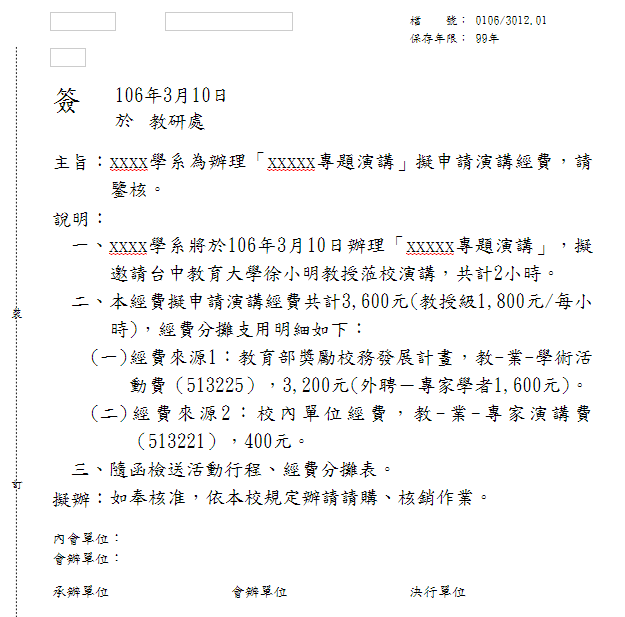 檔　　號： 0106/3012.01
保存年限： 99年
簽　　106年3月10日
於　教研處
主旨：xxxx學系為辦理「xxxxx專題演講」擬申請演講經費，請
鑒核。
說明：
一、xxxx學系將於106年3月10日辦理「xxxxx專題演講」，擬
邀請台中教育大學徐小明教授蒞校演講，共計2小時。
二、本經費擬申請演講經費共計3,600元(教授級1,800元/每小
時)，經費分攤支用明細如下：
(一)經費來源1：教育部獎勵校務發展計畫，教-業-學術活
動費（513225），3,200元(外聘－專家學者1,600元)。
(二)經費來源2：校內單位經費，教-業-專家演講費
（513221），400元。
三、隨函檢送活動行程、經費分攤表。
擬辦：如奉核准，依本校規定辦請請購、核銷作業。
內會單位：
會辦單位：
承辦單位　　會辦單位　　決行單位
裝
訂